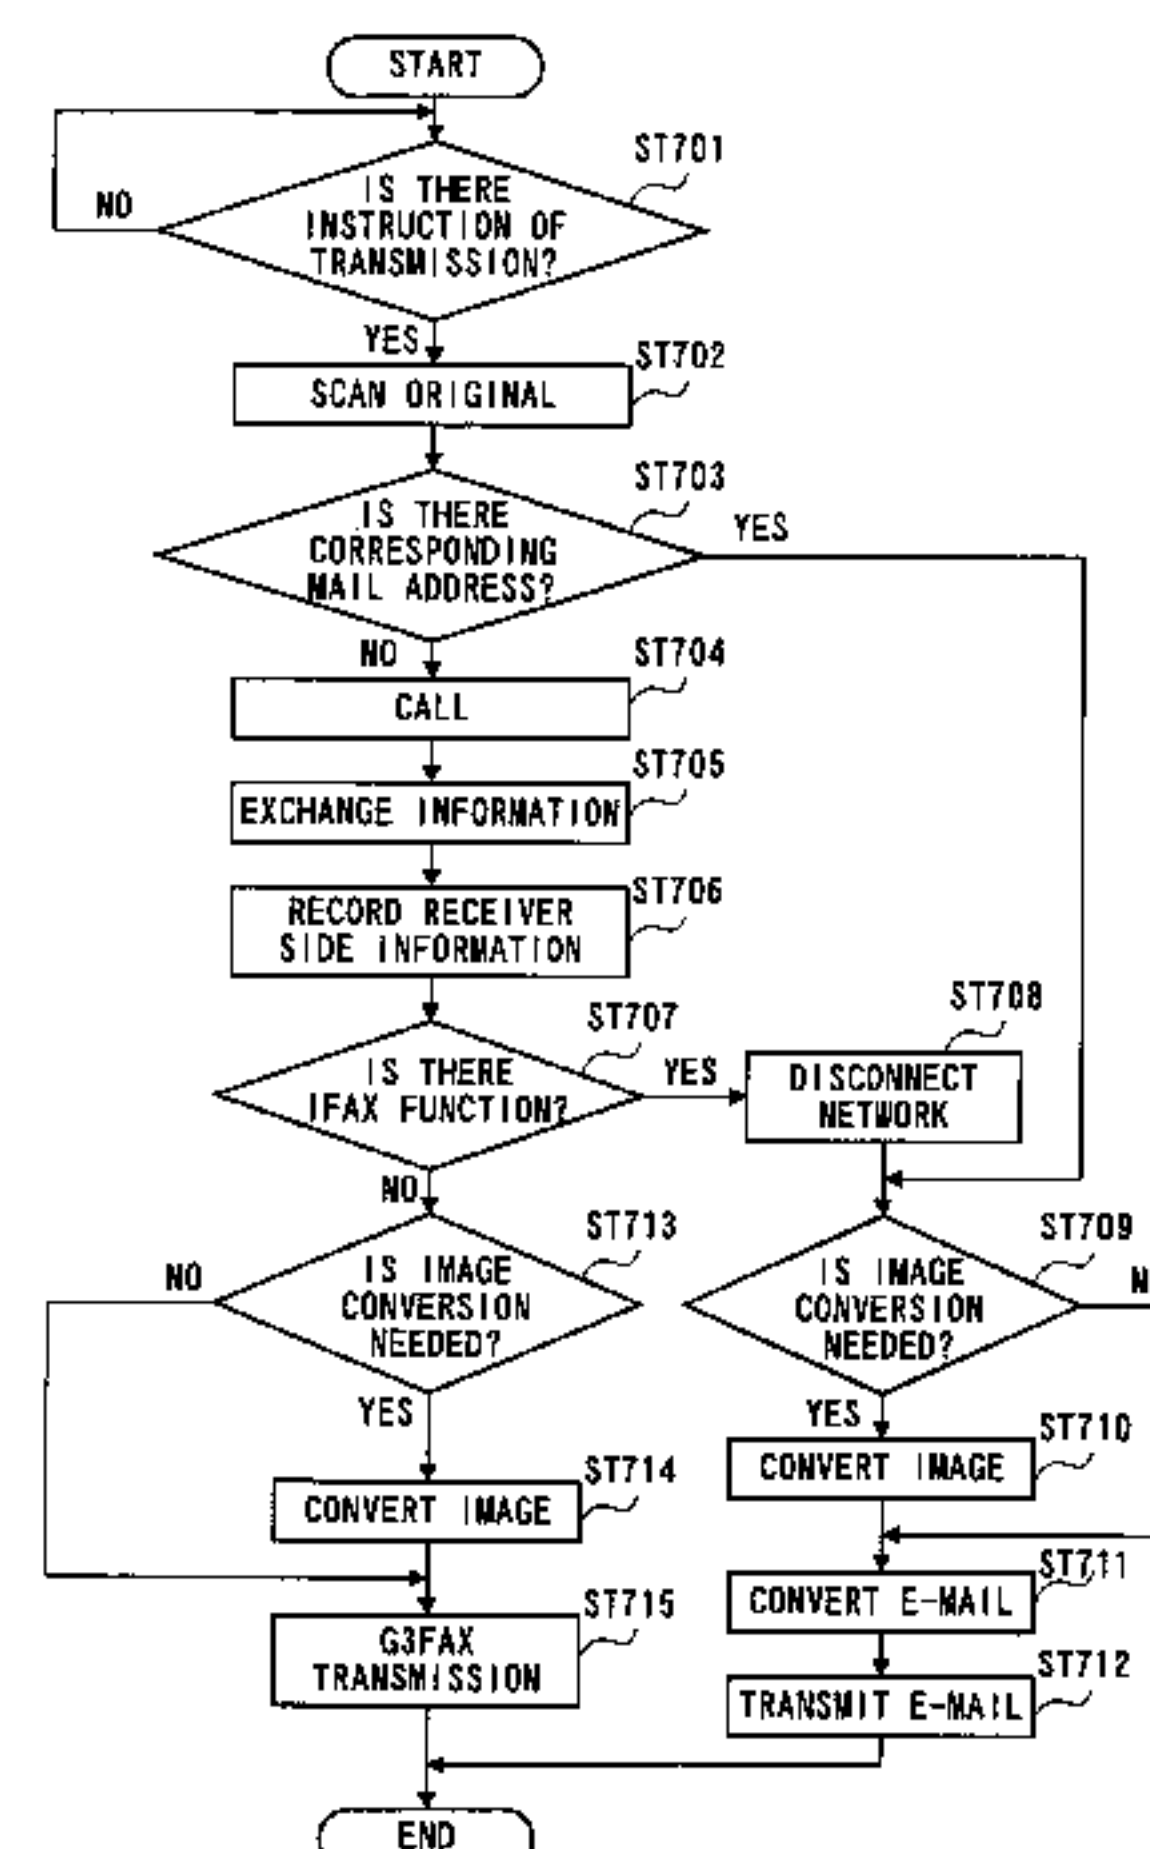 START
ST701
IS THERE
INSTRUCTION OF
TRANSMISSION?
NO
YES
ST702
SCAN ORIGINAL
ST703
IS THERE
CORRESPONDING
MAIL ADDRESS?
YES
NO
ST704
CALL
ST705
EXCHANGE INFORMATION
ST706
RECORD RECEIVER
SIDE INFORMATION
ST707
IS THERE
IFAX FUNCTION?
YES
ST708
DISCONNECT
NETWORK
NO
ST713
IS IMAGE
CONVERSION
NEEDED?
NO
YES
ST709
IS IMAGE
CONVERSION
NEEDED?
YES
ST710
CONVERT IMAGE
ST714
CONVERT IMAGE
ST711
CONVERT E-MAIL
ST715
G3FAX
TRANSMISSION
ST712
TRANSMIT E-MAIL
END